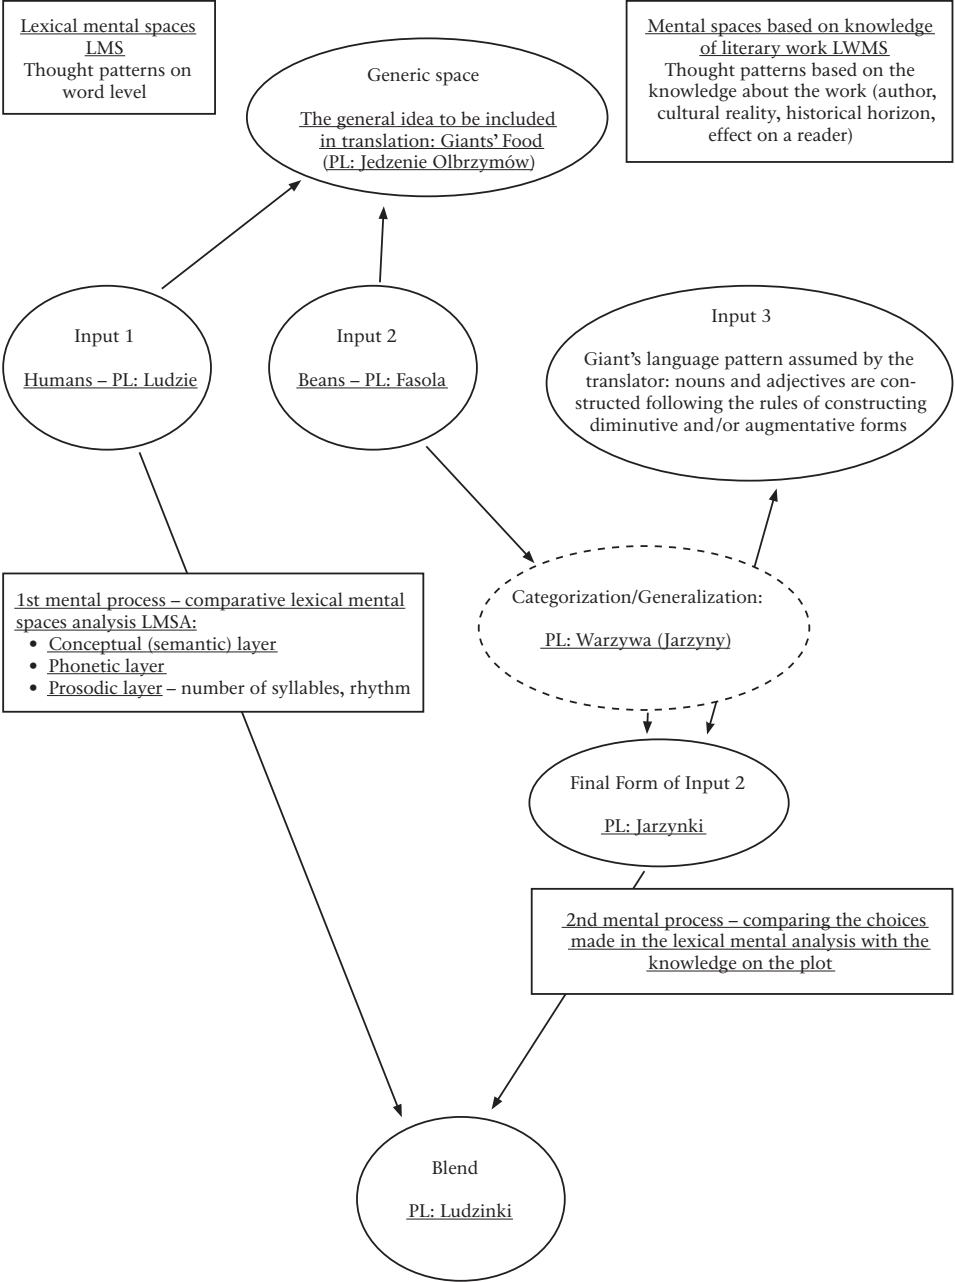 Lexical mental spaces
LMS
Thought patterns on
word level
Generic space
The general idea to be included
in translation: Giants' Food
(PL: Jedzenie Olbrzymów)
Mental spaces based on knowledge
of literary work LWMS
Thought patterns based on the
knowledge about the work (author,
cultural reality, historical horizon,
effect on a reader)
Input 1
Humans – PL: Ludzie
Input 2
Beans – PL: Fasola
Input 3
Giant's language pattern assumed by the
translator: nouns and adjectives are con-
structed following the rules of constructing
diminutive and/or augmentative forms
1st mental process – comparative lexical mental
spaces analysis LMSA:
• Conceptual (semantic) layer
• Phonetic layer
• Prosodic layer – number of syllables, rhythm
Categorization/Generalization:
PL: Warzywa (Jarzyny)
Final Form of Input 2
PL: Jarzynki
2nd mental process – comparing the choices
made in the lexical mental analysis with the
knowledge on the plot
Blend
PL: Ludzinki